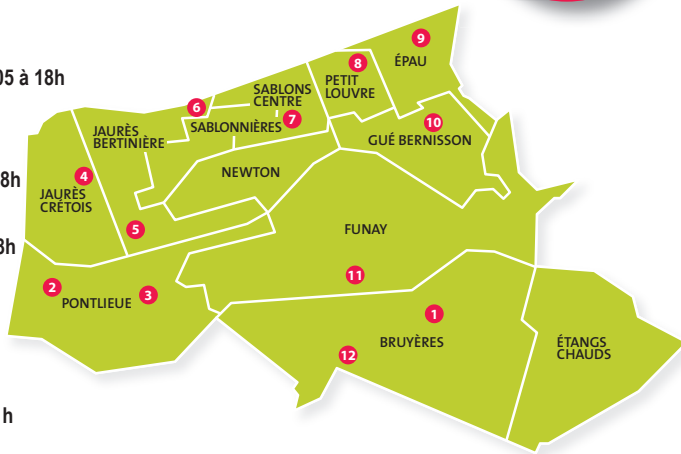 9
ÉPAU
8
05 à 18h
PETIT
LOUVRE
SABLONS
CENTRE
6
7
JAURÈS
BERTINIÈRE
SABLONNIÈRES
10
GUÉ BERNISSON
NEWTON
4
8h
JAURÈS
CRÉTOIS
5
FUNAY
3h
11
2
3
PONTLIEUE
1
BRUYÈRES
12
ÉTANGS
CHAUDS
h